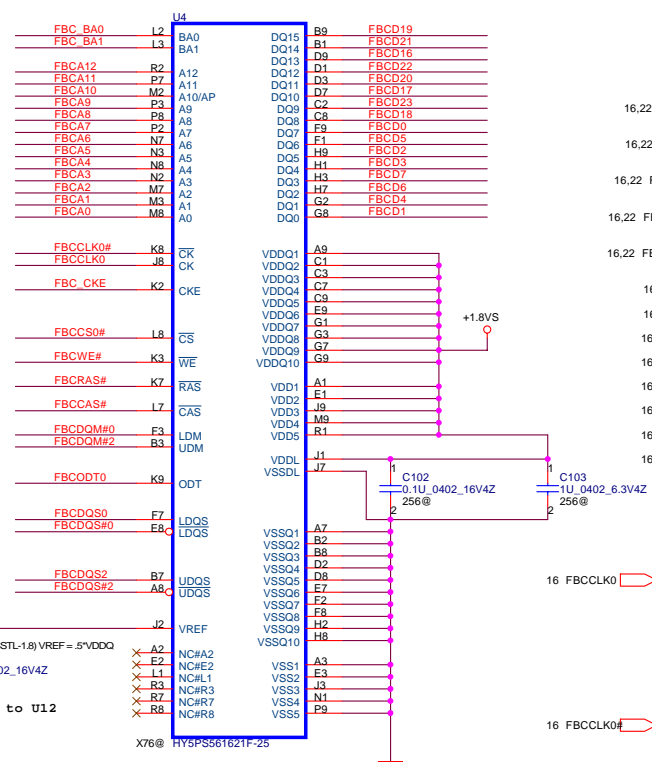 U4
FBC_BA0 L2 BA0 DQ15 B9 FBCD19
FBC_BA1 L3 BA1 DQ14 B1 FBCD21
DQ13 D9 FBCD16
FBCA12 R2 A12 DQ12 D1 FBCD22
FBCA11 P7 A11 DQ11 D3 FBCD20
FBCA10 M2 A10/AP DQ10 D7 FBCD17
FBCA9 P3 A9 DQ9 C2 FBCD23
FBCA8 P8 A8 DQ8 C8 FBCD18
FBCA7 P2 A7 DQ7 F9 FBCD0
FBCA6 N7 A6 DQ6 F1 FBCD5
FBCA5 N3 A5 DQ5 H9 FBCD2
FBCA4 N8 A4 DQ4 H1 FBCD3
FBCA3 N2 A3 DQ3 H3 FBCD7
FBCA2 M7 A2 DQ2 H7 FBCD6
FBCA1 M3 A1 DQ1 G2 FBCD4
FBCA0 M8 A0 DQ0 G8 FBCD1
16,22
16,22
16,22 F
16,22 FB
16,22 FB
16
16
16
16
16
16
16
16
FBCCLK0# K8 CK VDDQ1 A9
FBCCLK0 J8 CK VDDQ2 C1
VDDQ3 C3
FBC_CKE K2 CKE VDDQ4 C7
VDDQ5 C9
VDDQ6 E9
VDDQ7 G1
VDDQ8 G3
VDDQ9 G7
VDDQ10 G9
+1.8VS
FBCCS0# L8 CS
FBCWE# K3 WE
FBCRAS# K7 RAS VDD1 A1
VDD2 E1
FBCCAS# L7 CAS VDD3 J9
VDD4 M9
FBCDQM#0 F3 LDM VDD5 R1
FBCDQM#2 B3 UDM
VDDL J1
VSSDL J7
FBCODT0 K9 ODT
1
C102
0.1U_0402_16V4Z
256@
2
1
C103
1U_0402_6.3V4Z
256@
2
FBCDQS0 F7 LDQS
FBCDQS#0 E8 LDQS VSSQ1 A7
VSSQ2 B2
VSSQ3 B8
VSSQ4 D2
FBCDQS2 B7 UDQS VSSQ5 D8
FBCDQS#2 A8 UDQS VSSQ6 E7
VSSQ7 F2
VSSQ8 F8
J2 VREF VSSQ9 H2
VSSQ10 H8
STL-1.8) VREF = .5*VDDQ
02_16V4Z
to U12
A2 NC#A2 VSS1 A3
E2 NC#E2 VSS2 E3
L1 NC#L1 VSS3 J3
R3 NC#R3 VSS4 N1
R7 NC#R7 VSS5 P9
R8 NC#R8
X76@ HY5PS561621F-25
16 FBCCLK0
16 FBCCLK0#